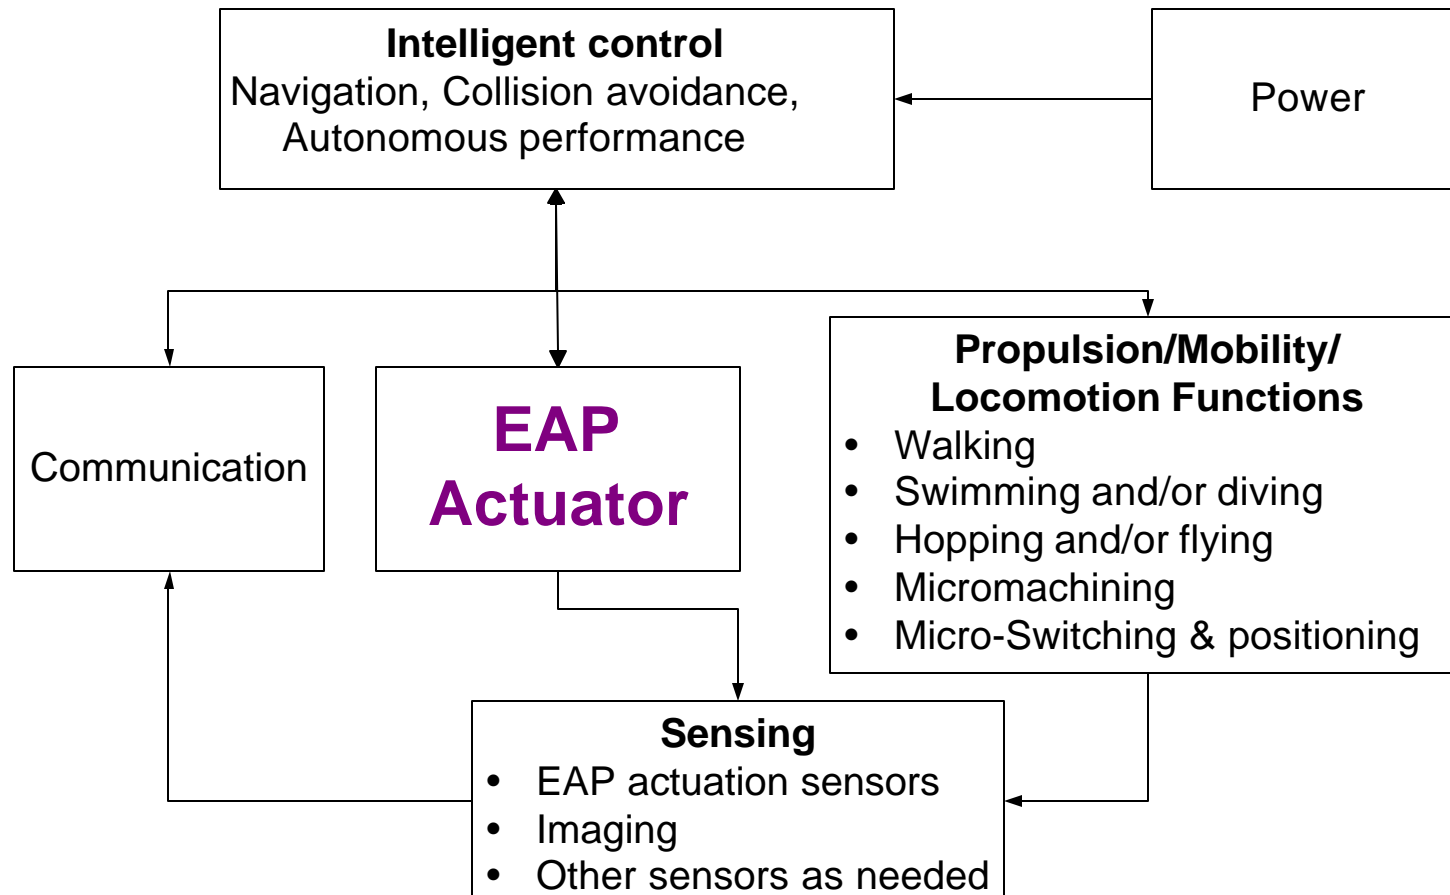 Intelligent control
Navigation, Collision avoidance,
Autonomous performance
Power
Communication
EAP
Actuator
Propulsion/Mobility/
Locomotion Functions
• Walking
• Swimming and/or diving
• Hopping and/or flying
• Micromachining
• Micro-Switching & positioning
Sensing
• EAP actuation sensors
• Imaging
• Other sensors as needed